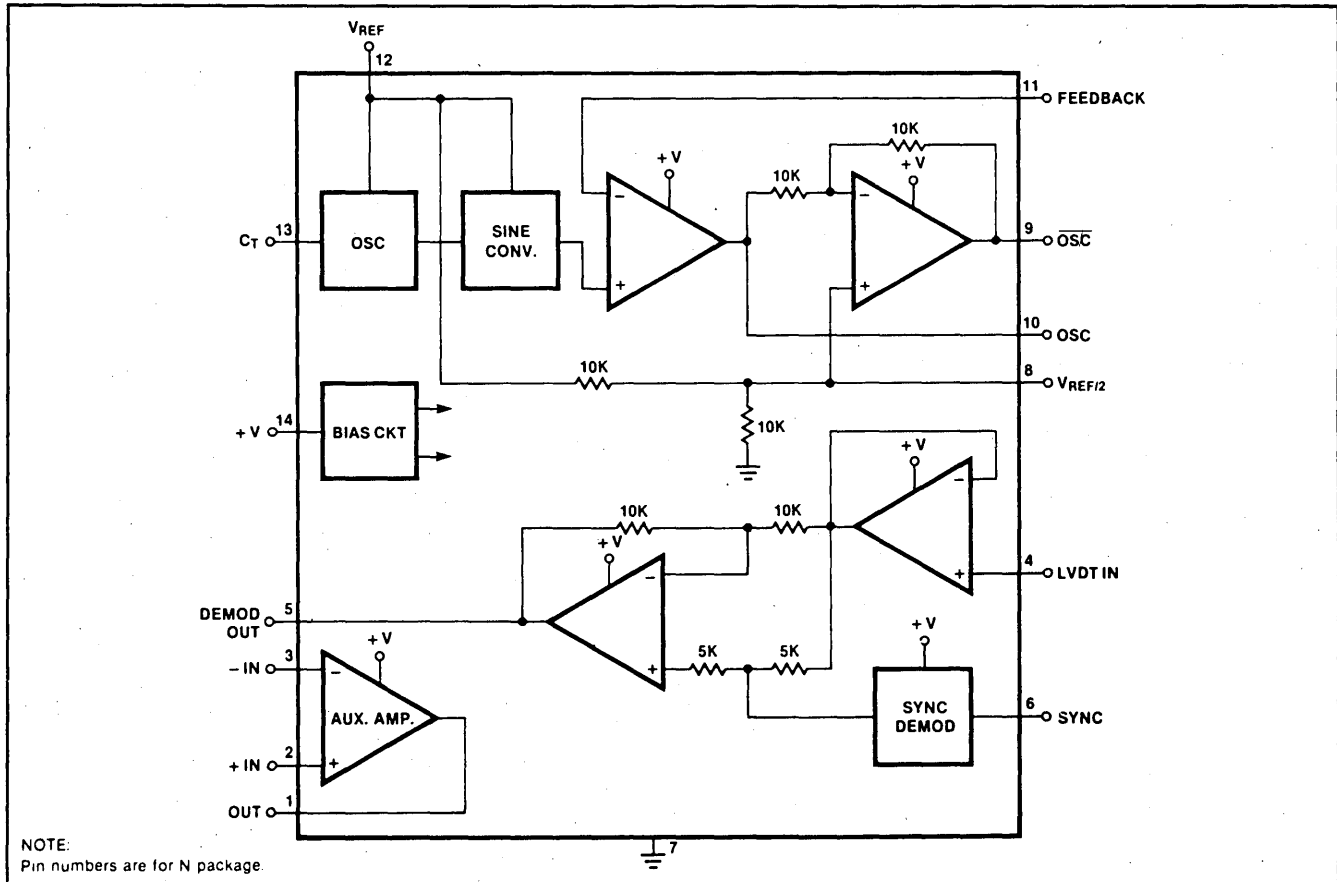 VREF
12
11
FEEDBACK
10K
+V
+V
10K
13
CT
OSC
SINE
CONV.
−
+
−
+
9
OSC
10
OSC
10K
8
VREF/2
14
+V
BIAS CKT
10K
+V
−
10K
10K
+V
−
+
4
LVDT IN
DEMOD
OUT
5
+V
−IN
3
−
+
5K
5K
+V
AUX. AMP.
SYNC
DEMOD
6
SYNC
+IN
2
+
OUT
1
NOTE:
Pin numbers are for N package.
7